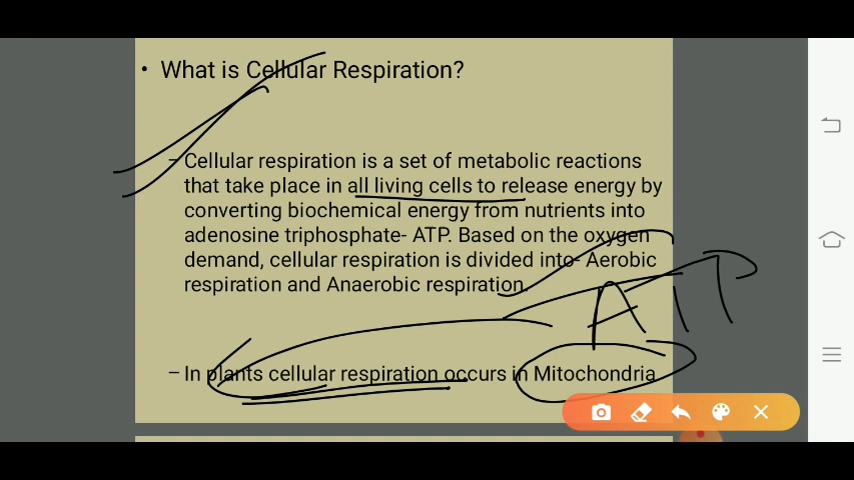 • What is Cellular Respiration?
– Cellular respiration is a set of metabolic reactions
that take place in all living cells to release energy by
converting biochemical energy from nutrients into
adenosine triphosphate- ATP. Based on the oxygen
demand, cellular respiration is divided into- Aerobic
respiration and Anaerobic respiration.
ATP
– In plants cellular respiration occurs in Mitochondria